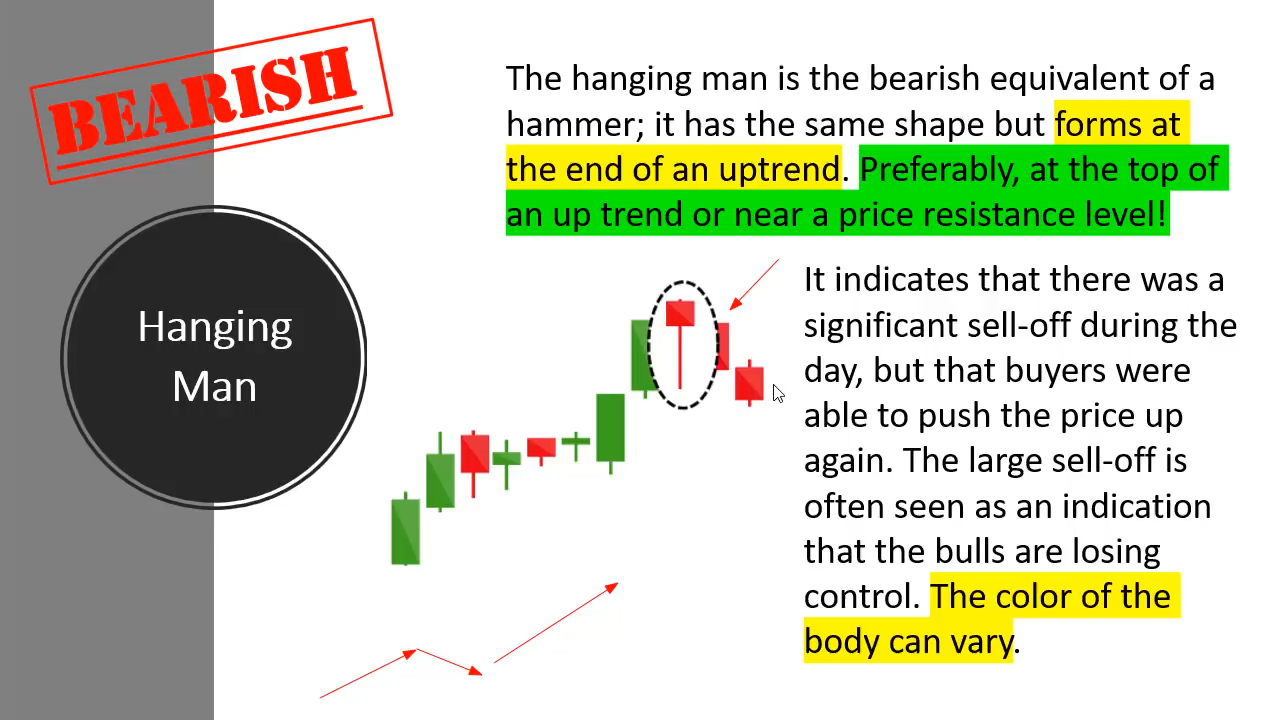 BEARISH
Hanging
Man
The hanging man is the bearish equivalent of a
hammer; it has the same shape but forms at
the end of an uptrend. Preferably, at the top of
an up trend or near a price resistance level!
It indicates that there was a
significant sell-off during the
day, but that buyers were
able to push the price up
again. The large sell-off is
often seen as an indication
that the bulls are losing
control. The color of the
body can vary.